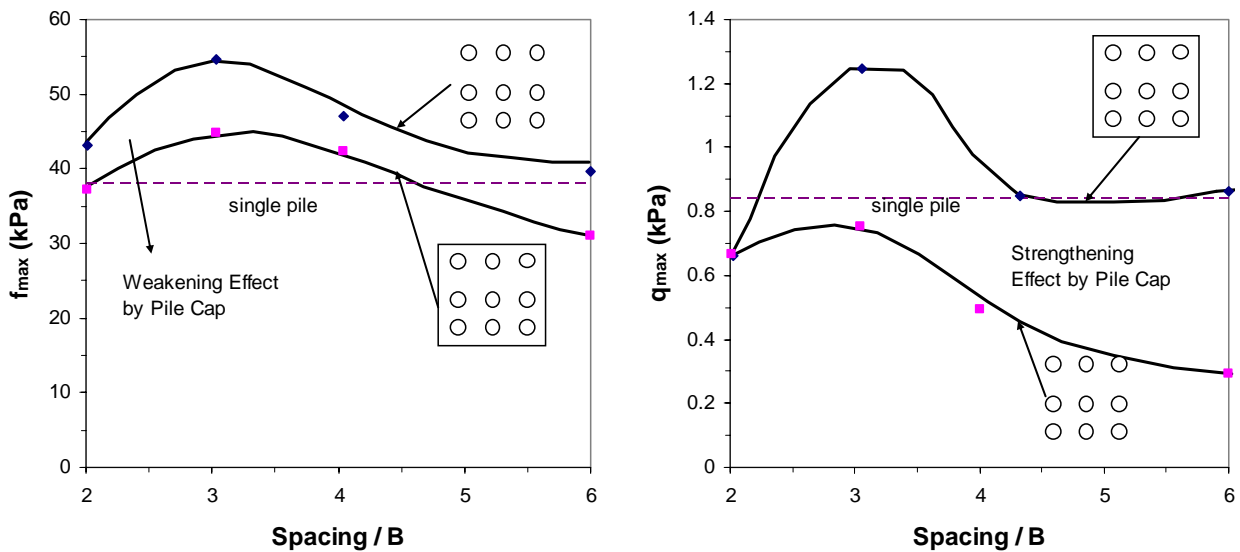 60
50
40
30
20
10
0
f max (kPa)
single pile
Weakening Effect
by Pile Cap
2 3 4 5 6
Spacing / B
1.4
1.2
1
0.8
0.6
0.4
0.2
0
q max (kPa)
single pile
Strengthening
Effect by Pile Cap
2 3 4 5 6
Spacing / B